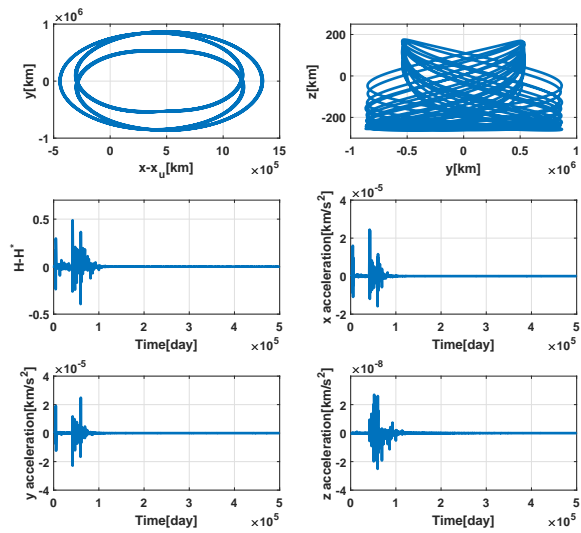 ×10^6
1
0
-1
y[km]
-5 0 5 10 15
x-x_u[km]
×10^5
200
0
-200
z[km]
-1 -0.5 0 0.5 1
y[km]
×10^6
0.5
0
-0.5
H-H^*
0 1 2 3 4 5
Time[day]
×10^5
×10^-5
4
2
0
-2
x acceleration[km/s^2]
0 1 2 3 4 5
Time[day]
×10^5
×10^-5
4
2
0
-2
-4
y acceleration[km/s^2]
0 1 2 3 4 5
Time[day]
×10^5
×10^-8
4
2
0
-2
-4
z acceleration[km/s^2]
0 1 2 3 4 5
Time[day]
×10^5